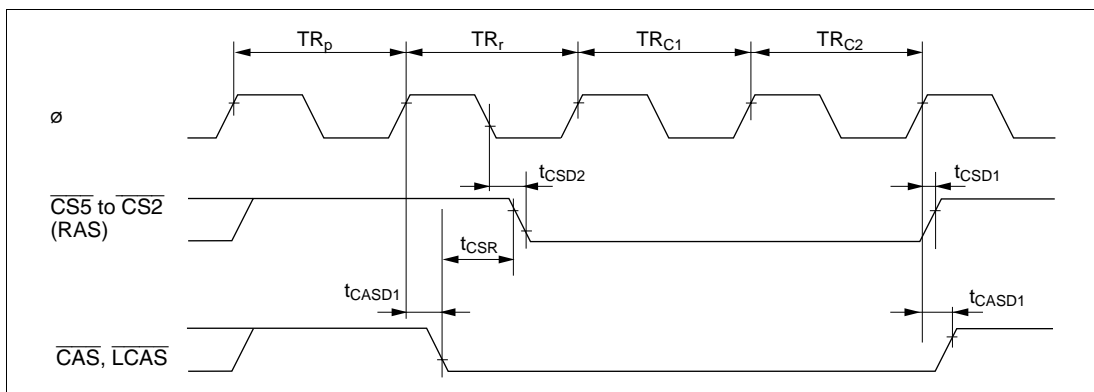 TRp TRr TRC1 TRC2
ø
tCSD2 tCSD1
CS5 to CS2
(RAS)
tCSR
tCASD1 tCASD1
CAS, LCAS